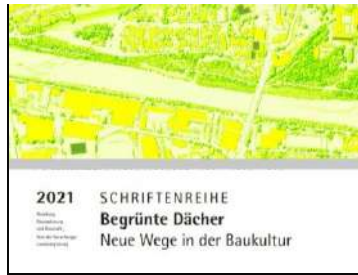 2021
SCHRIFTENREIHE
Begrünte Dächer
Neue Wege in der Baukultur